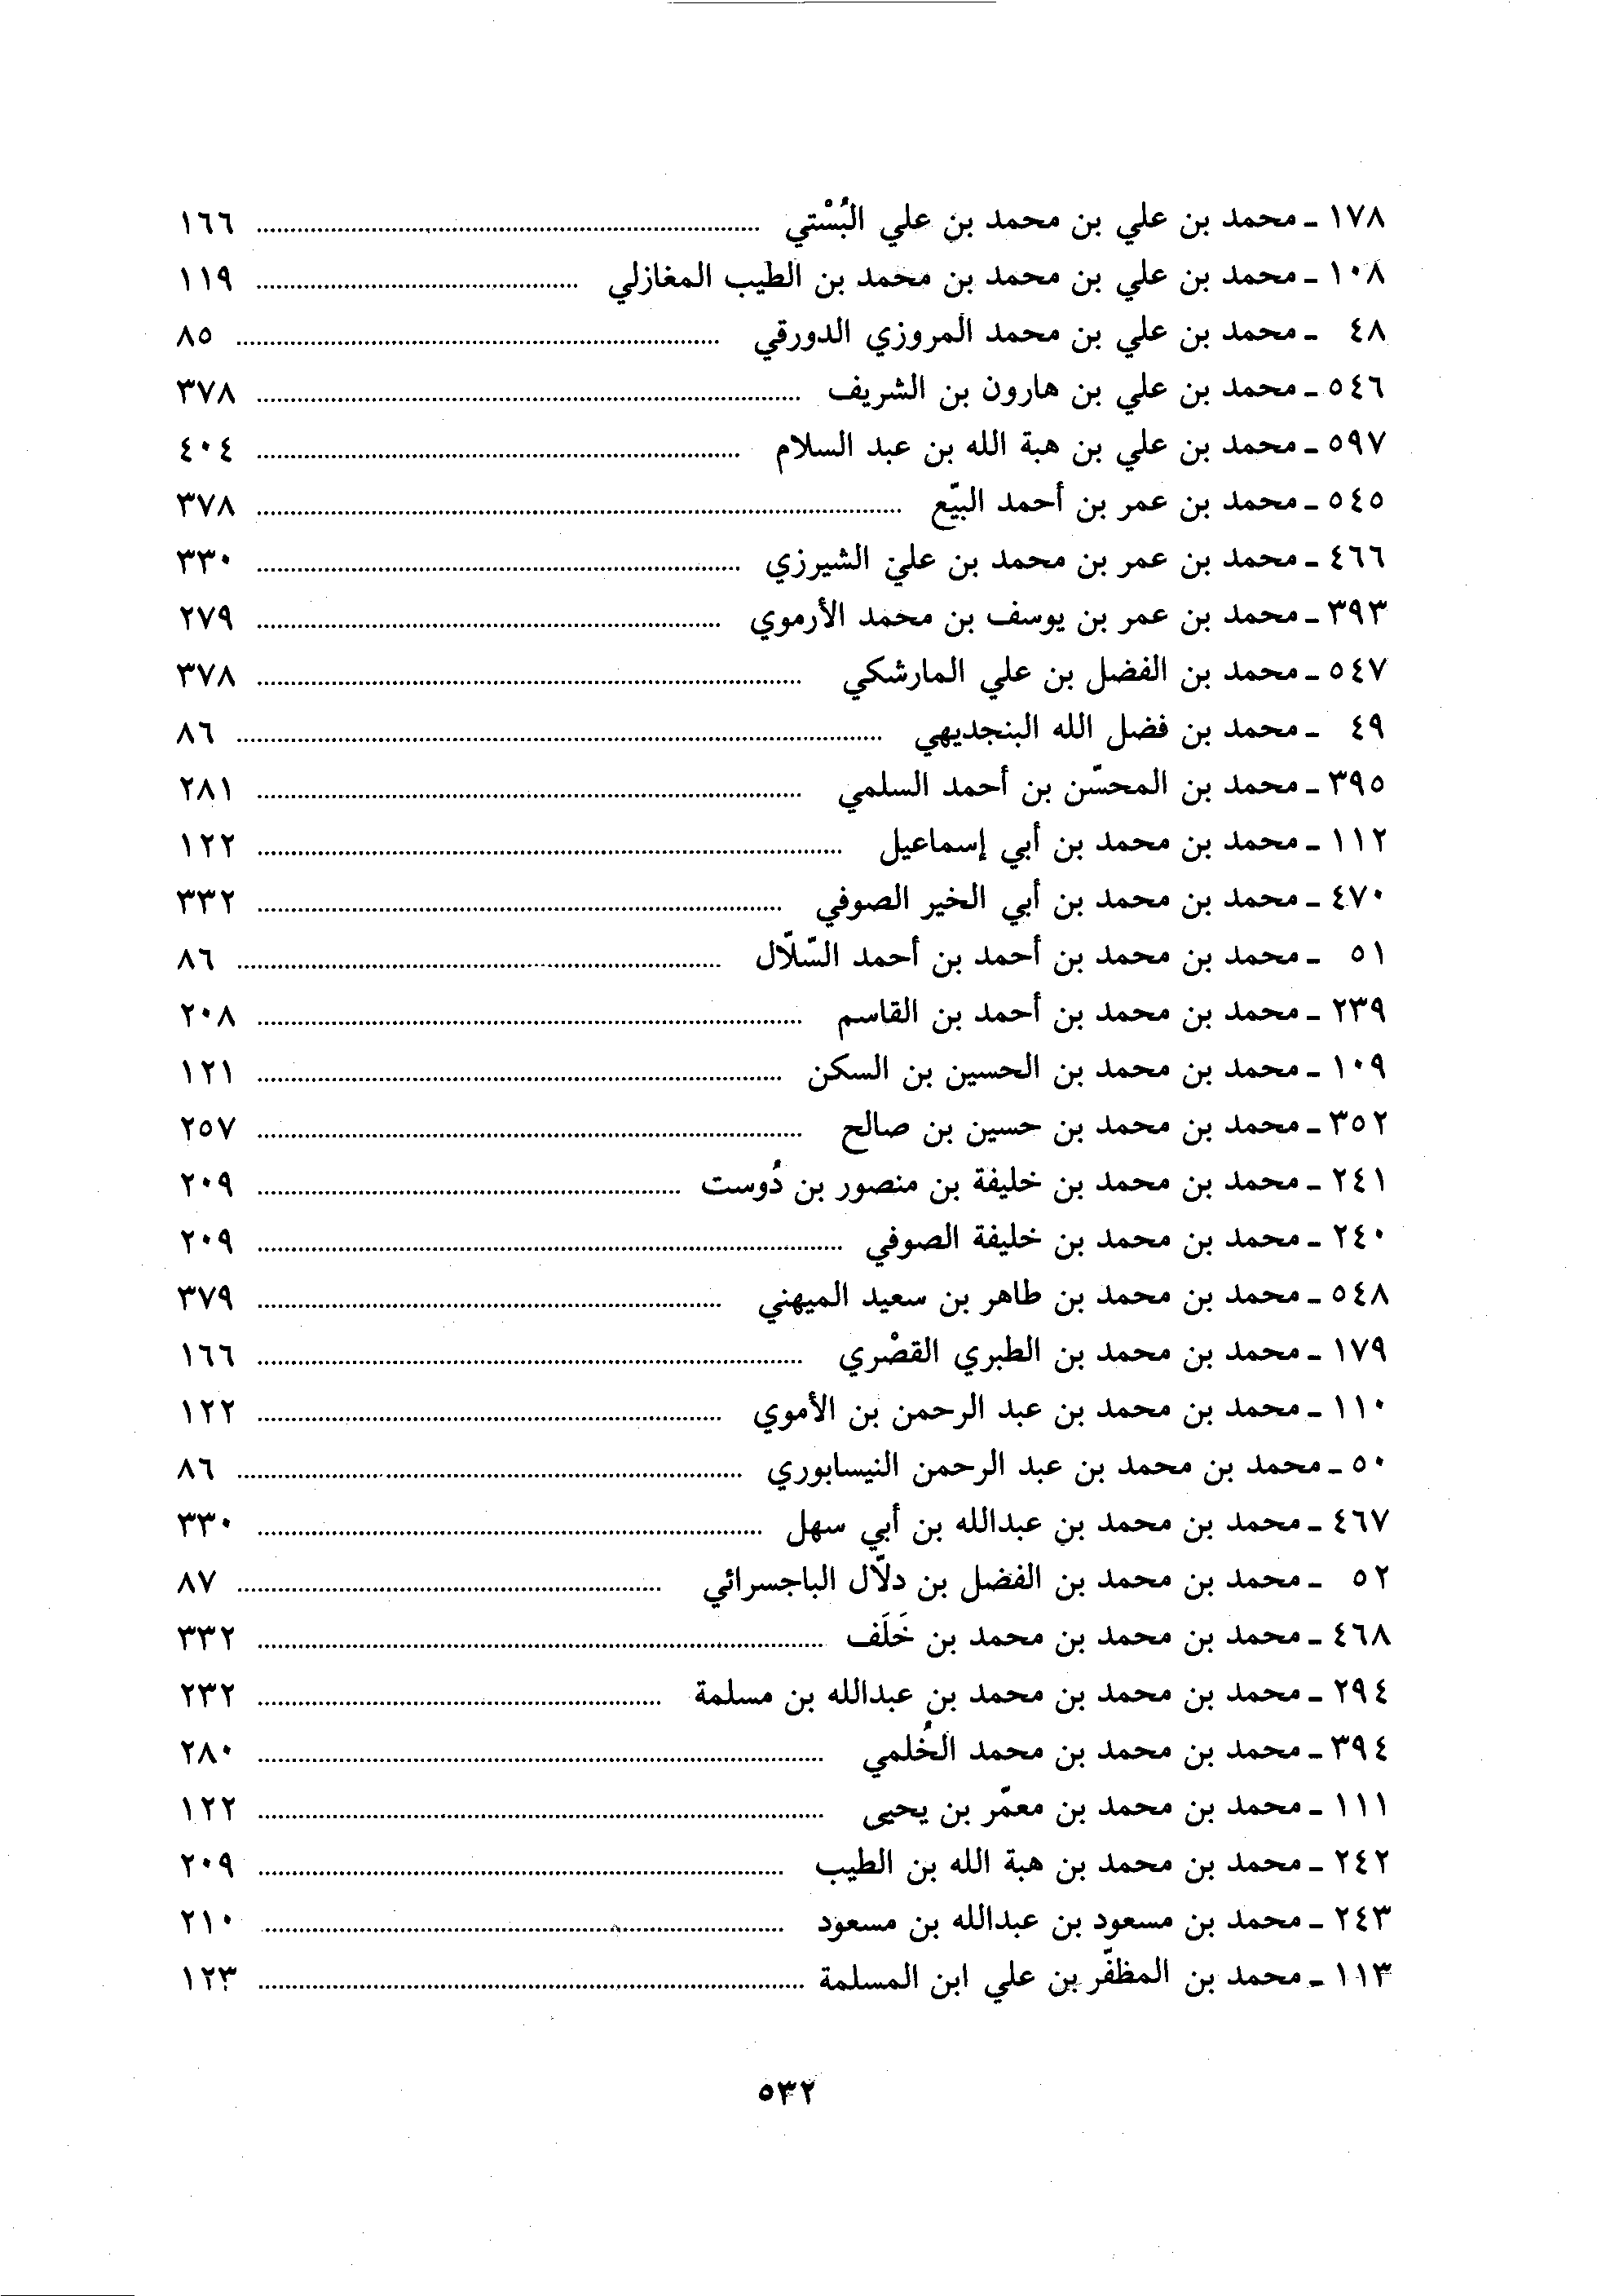 ١٧٨ ـ محمد بن علي بن محمد بن علي البُسْتي ........ ١٦٦
١٠٨ ـ محمد بن علي بن محمد بن محمد بن الطيب المغازلي ........ ١١٩
٤٨ ـ محمد بن علي بن محمد المروزي الدورقي ........ ٨٥
٥٤٦ ـ محمد بن علي بن هارون بن الشريف ........ ٣٧٨
٥٩٧ ـ محمد بن علي بن هبة الله بن عبد السلام ........ ٤٠٤
٥٤٥ ـ محمد بن عمر بن أحمد البيّع ........ ٣٧٨
٤٦٦ ـ محمد بن عمر بن محمد بن علي الشيرزي ........ ٣٣٠
٣٩٣ ـ محمد بن عمر بن يوسف بن محمد الأرموي ........ ٢٧٩
٥٤٧ ـ محمد بن الفضل بن علي المارشكي ........ ٣٧٨
٤٩ ـ محمد بن فضل الله البنجديهي ........ ٨٦
٣٩٥ ـ محمد بن المحسّن بن أحمد السلمي ........ ٢٨١
١١٢ ـ محمد بن محمد بن أبي إسماعيل ........ ١٢٢
٤٧٠ ـ محمد بن محمد بن أبي الخير الصوفي ........ ٣٣٢
٥١ ـ محمد بن محمد بن أحمد بن أحمد السّلّال ........ ٨٦
٢٣٩ ـ محمد بن محمد بن أحمد بن القاسم ........ ٢٠٨
١٠٩ ـ محمد بن محمد بن الحسين بن السكن ........ ١٢١
٣٥٢ ـ محمد بن محمد بن حسين بن صالح ........ ٢٥٧
٢٤١ ـ محمد بن محمد بن خليفة بن منصور بن دُوست ........ ٢٠٩
٢٤٠ ـ محمد بن محمد بن خليفة الصوفي ........ ٢٠٩
٥٤٨ ـ محمد بن محمد بن طاهر بن سعيد الميهني ........ ٣٧٩
١٧٩ ـ محمد بن محمد بن الطبري القصْري ........ ١٦٦
١١٠ ـ محمد بن محمد بن عبد الرحمن بن الأموي ........ ١٢٢
٥٠ ـ محمد بن محمد بن عبد الرحمن النيسابوري ........ ٨٦
٤٦٧ ـ محمد بن محمد بن عبدالله بن أبي سهل ........ ٣٣٠
٥٢ ـ محمد بن محمد بن الفضل بن دلّال الباجسرائي ........ ٨٧
٤٦٨ ـ محمد بن محمد بن محمد بن خَلَف ........ ٣٣٢
٢٩٤ ـ محمد بن محمد بن محمد بن عبدالله بن مسلمة ........ ٢٣٢
٣٩٤ ـ محمد بن محمد بن محمد الخُلمي ........ ٢٨٠
١١١ ـ محمد بن محمد بن معمّر بن يحيى ........ ١٢٢
٢٤٢ ـ محمد بن محمد بن هبة الله بن الطيب ........ ٢٠٩
٢٤٣ ـ محمد بن مسعود بن عبدالله بن مسعود ........ ٢١٠
١١٣ ـ محمد بن المظفّر بن علي ابن المسلمة ........ ١٢٣
٥٣٢